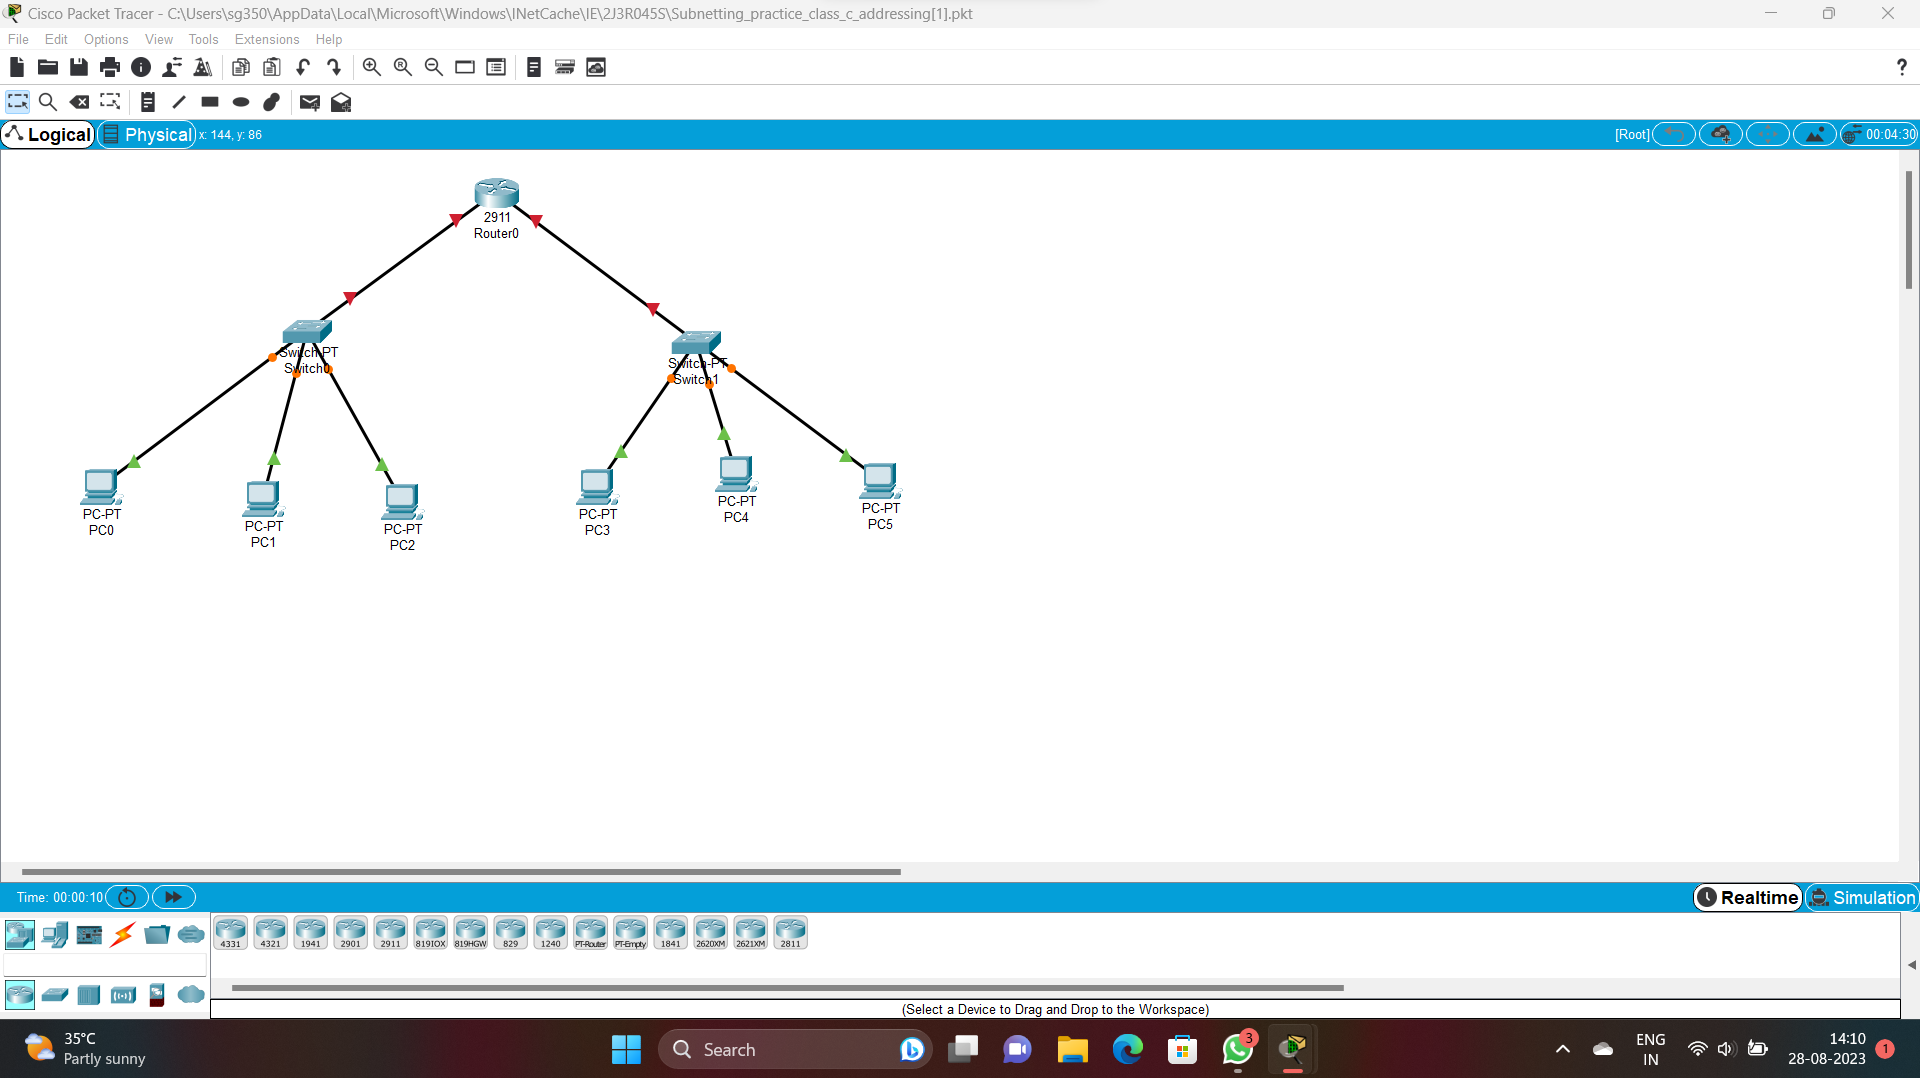 Cisco Packet Tracer - C:\Users\sg350\AppData\Local\Microsoft\Windows\INetCache\IE\2J3R045S\Subnetting_practice_class_c_addressing[1].pkt
File Edit Options View Tools Extensions Help
Logical Physical x: 144, y: 86 [Root] 00:04:30
2911
Router0
Switch-PT
Switch0
Switch-PT
Switch1
PC-PT
PC0
PC-PT
PC1
PC-PT
PC2
PC-PT
PC3
PC-PT
PC4
PC-PT
PC5
Time: 00:00:10 Realtime Simulation
4331 4321 1941 2901 2911 819IOX 819HGW 829 1240 PT-Router PT-Empty 1841 2620XM 2621XM 2811
(Select a Device to Drag and Drop to the Workspace)
35°C
Partly sunny
Search
3
ENG
IN
14:10
28-08-2023
1